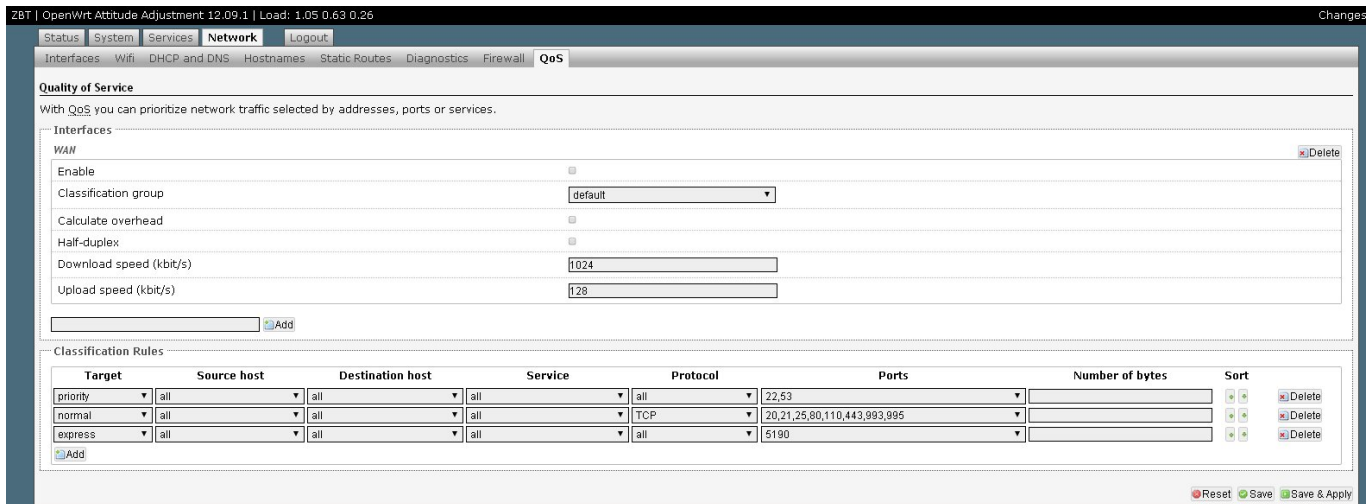 ZBT | OpenWrt Attitude Adjustment 12.09.1 | Load: 1.05 0.63 0.26 Changes
Status System Services Network Logout
Interfaces Wifi DHCP and DNS Hostnames Static Routes Diagnostics Firewall QoS
Quality of Service
With QoS you can prioritize network traffic selected by addresses, ports or services.
Interfaces
WAN Delete
Enable
Classification group default
Calculate overhead
Half-duplex
Download speed (kbit/s) 1024
Upload speed (kbit/s) 128
Add
Classification Rules
Target Source host Destination host Service Protocol Ports Number of bytes Sort
priority all all all all 22,53 Delete
normal all all all TCP 20,21,25,80,110,443,993,995 Delete
express all all all all 5190 Delete
Add
Reset Save Save & Apply